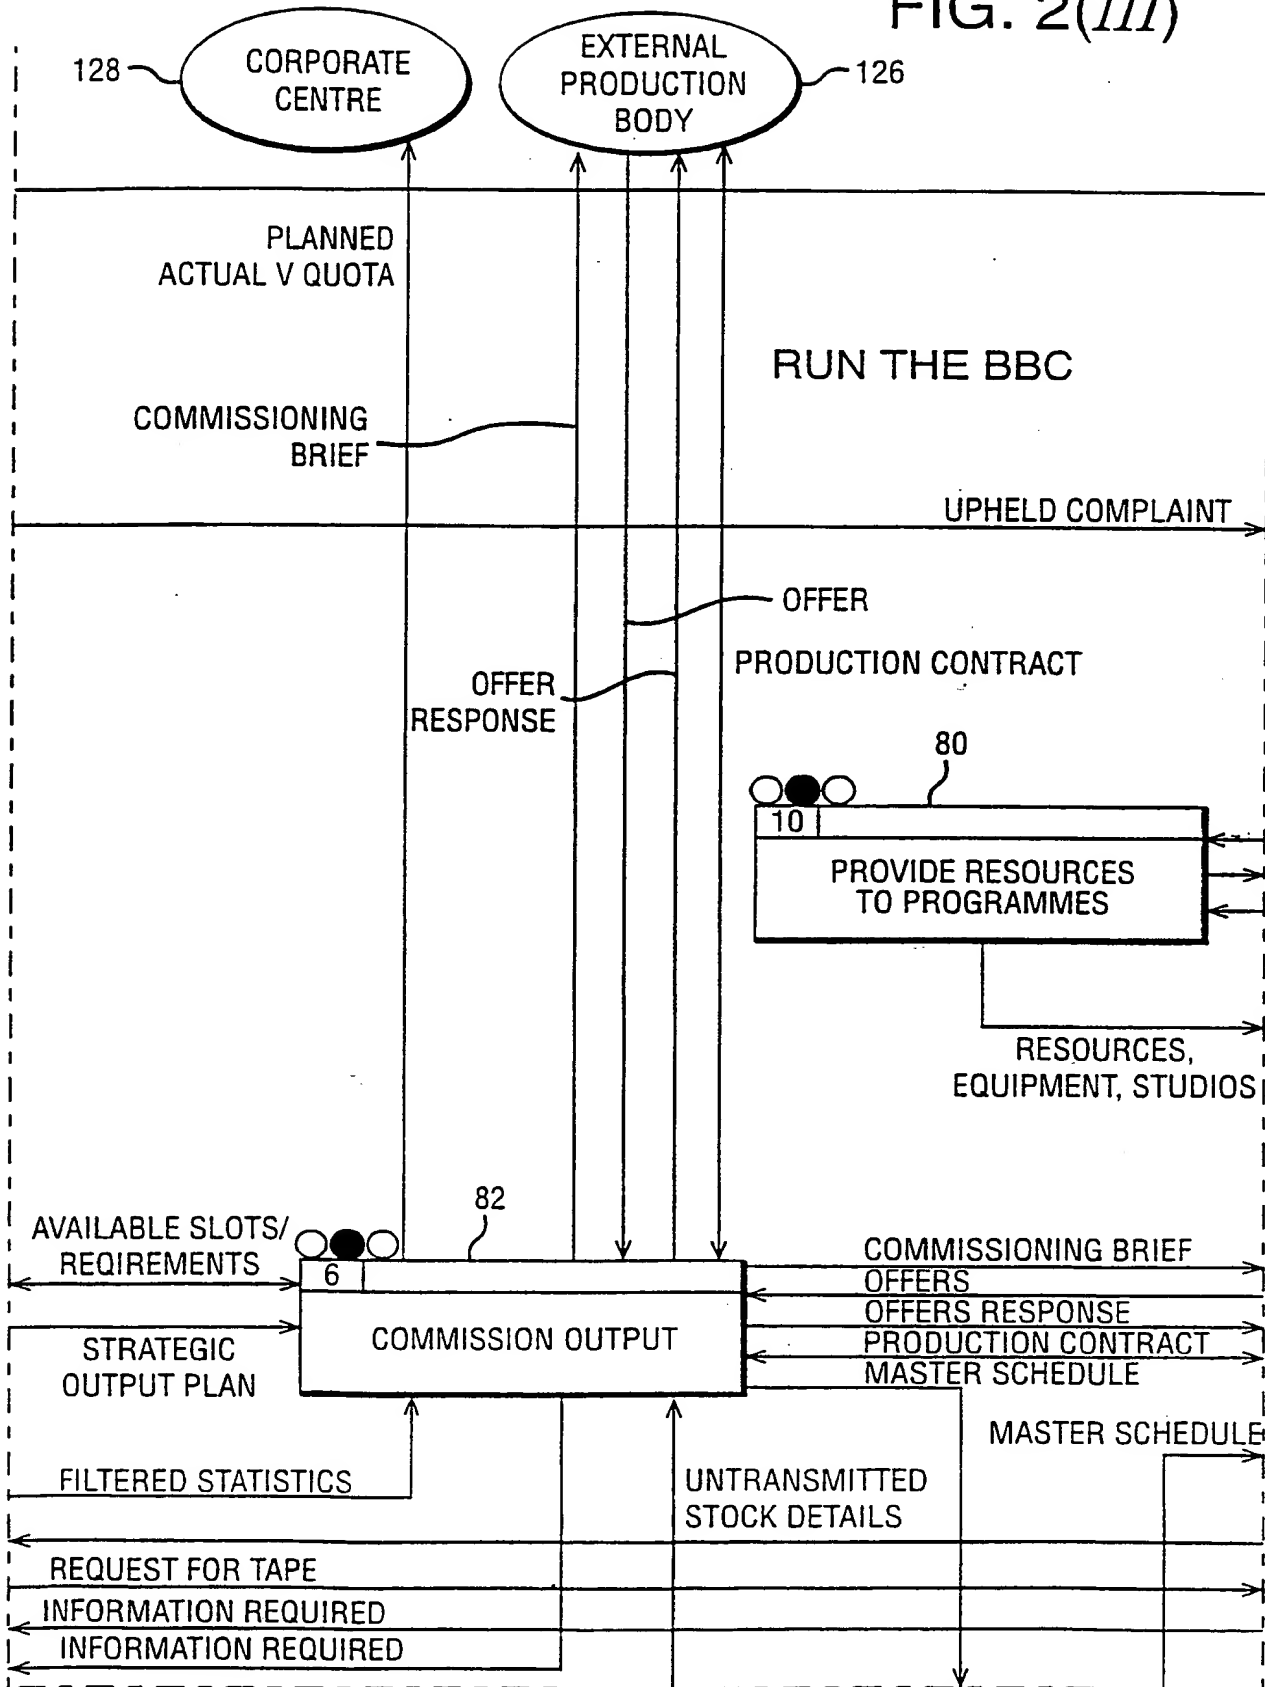 FIG. 2(III)
128
CORPORATE
CENTRE
EXTERNAL
PRODUCTION
BODY
126
PLANNED
ACTUAL V QUOTA
RUN THE BBC
COMMISSIONING
BRIEF
UPHELD COMPLAINT
OFFER
PRODUCTION CONTRACT
OFFER
RESPONSE
80
10
PROVIDE RESOURCES
TO PROGRAMMES
RESOURCES,
EQUIPMENT, STUDIOS
82
AVAILABLE SLOTS/
REQIREMENTS
6
COMMISSION OUTPUT
STRATEGIC
OUTPUT PLAN
COMMISSIONING BRIEF
OFFERS
OFFERS RESPONSE
PRODUCTION CONTRACT
MASTER SCHEDULE
MASTER SCHEDULE
FILTERED STATISTICS
UNTRANSMITTED
STOCK DETAILS
REQUEST FOR TAPE
INFORMATION REQUIRED
INFORMATION REQUIRED